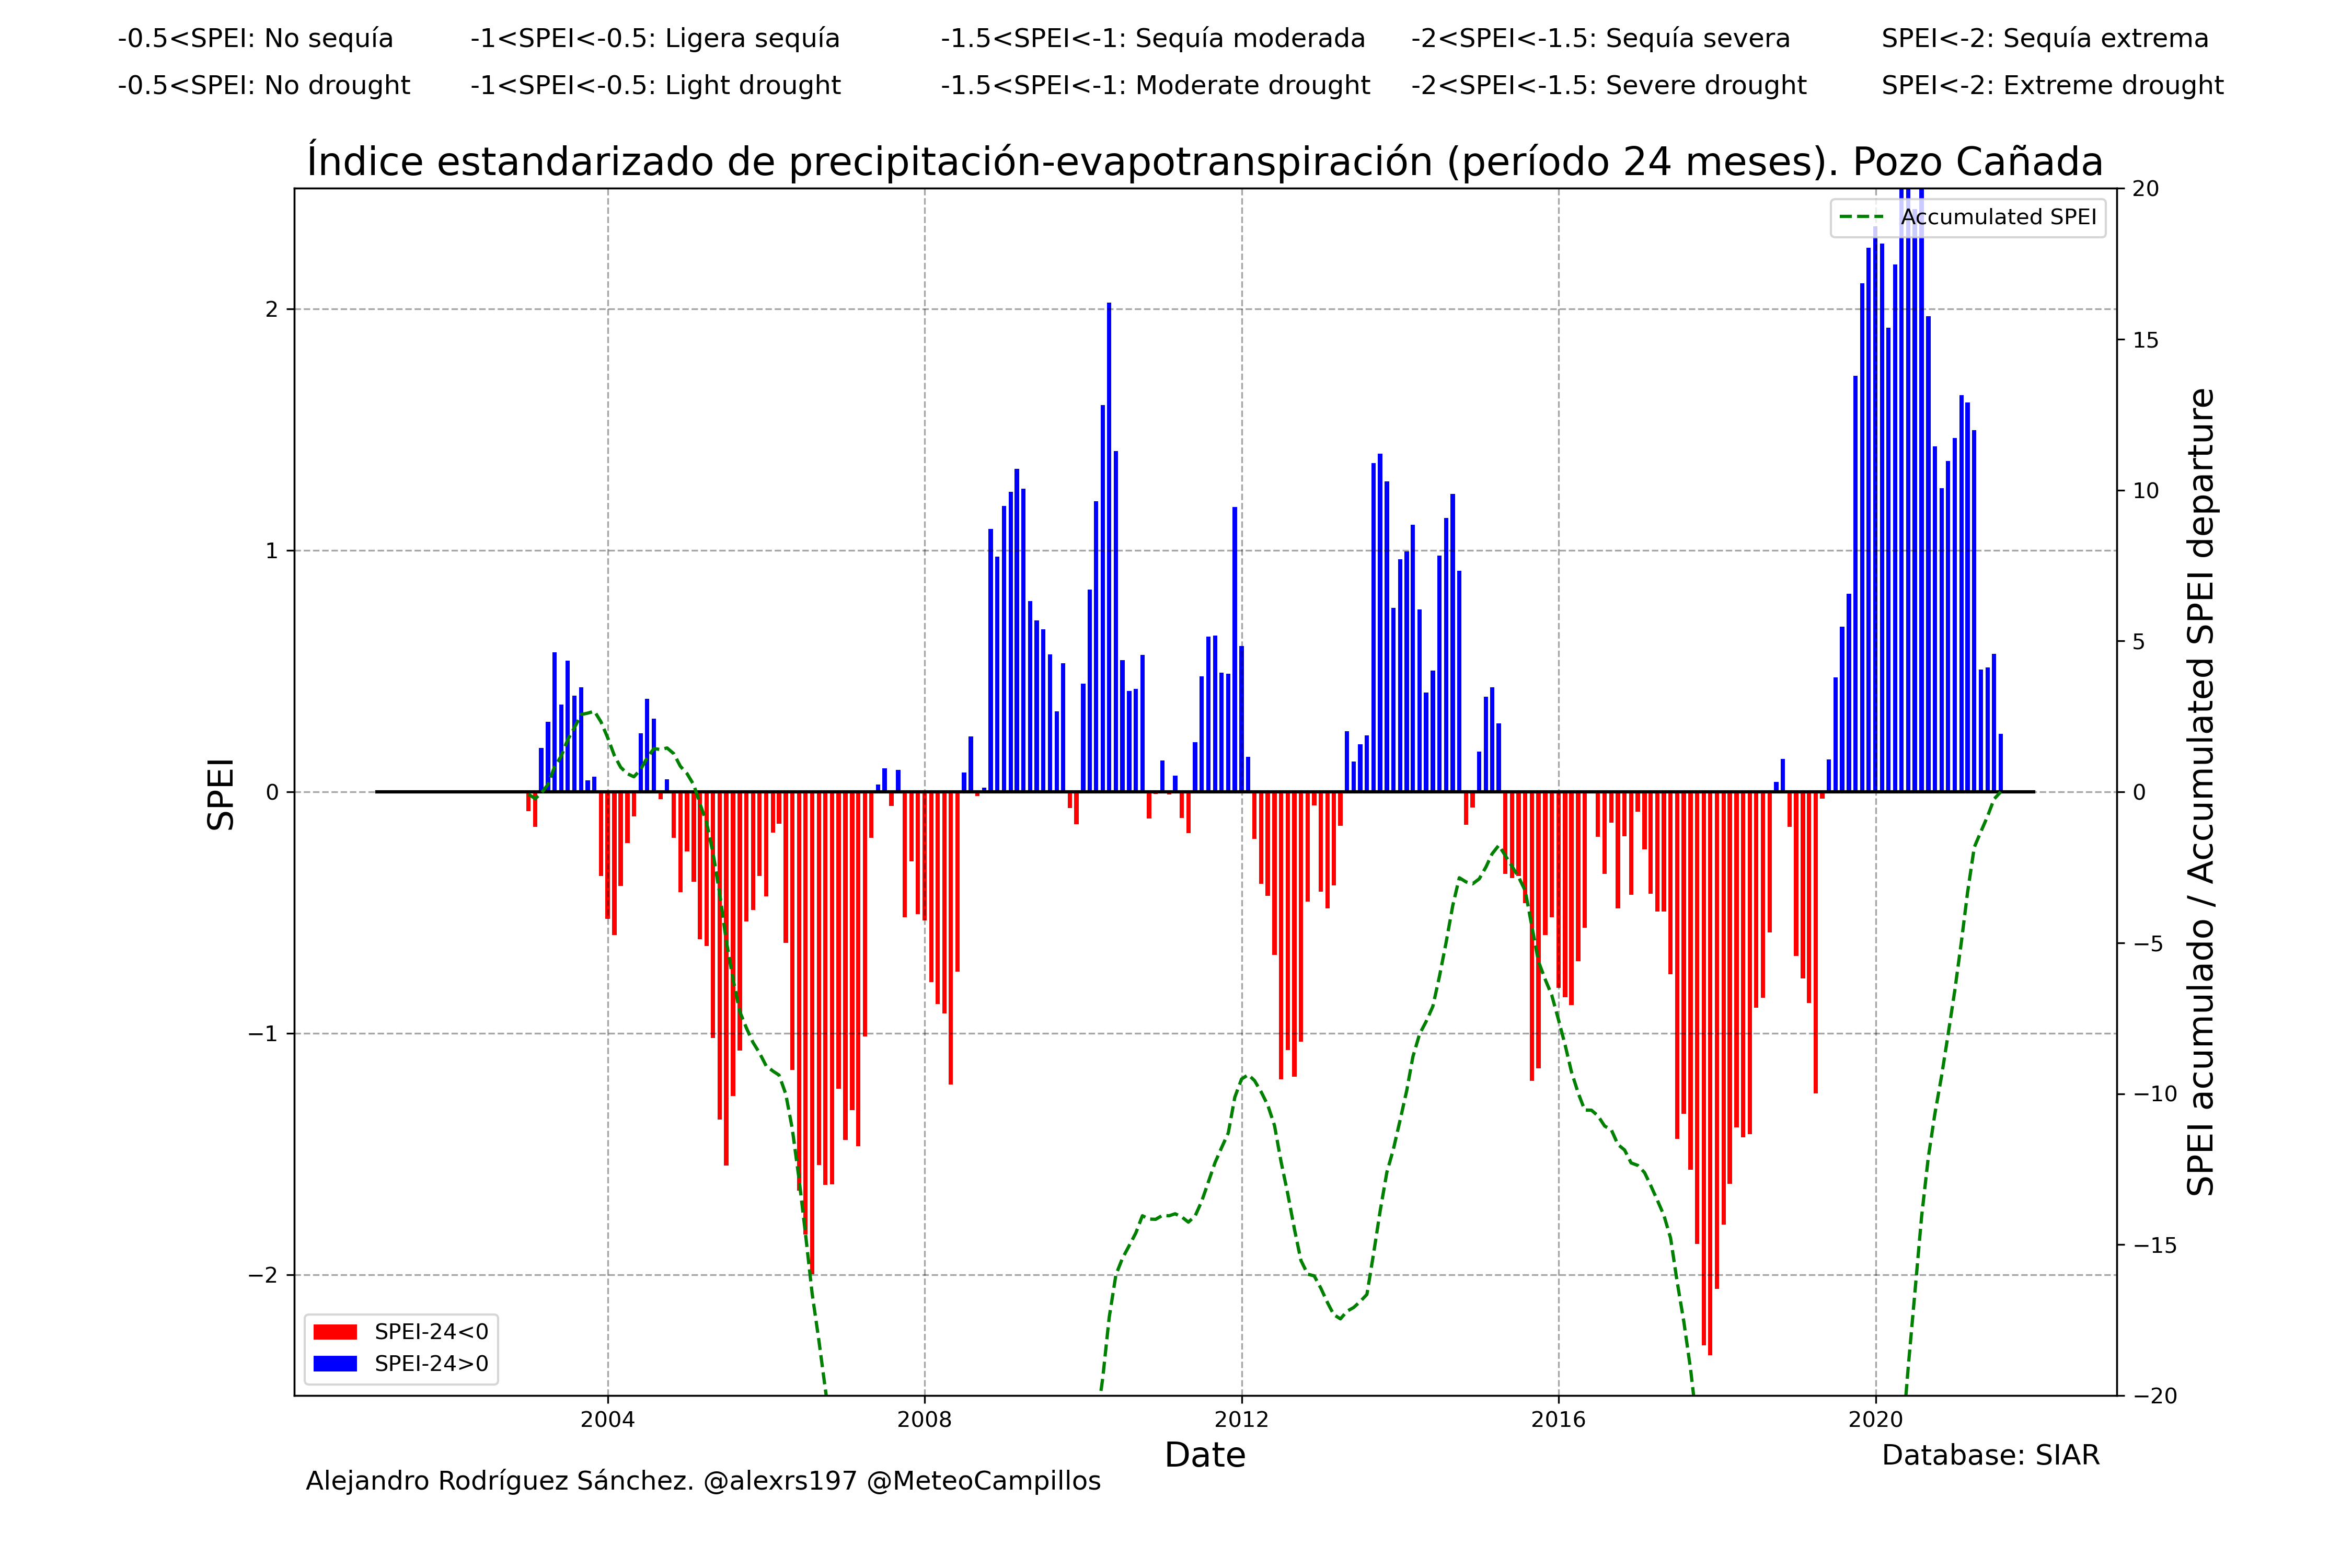 -0.5<SPEI: No sequía -1<SPEI<-0.5: Ligera sequía -1.5<SPEI<-1: Sequía moderada -2<SPEI<-1.5: Sequía severa SPEI<-2: Sequía extrema
-0.5<SPEI: No drought -1<SPEI<-0.5: Light drought -1.5<SPEI<-1: Moderate drought -2<SPEI<-1.5: Severe drought SPEI<-2: Extreme drought
Índice estandarizado de precipitación-evapotranspiración (período 24 meses). Pozo Cañada
SPEI
2
1
0
−1
−2
Accumulated SPEI
SPEI-24<0
SPEI-24>0
20
15
10
5
0
−5
−10
−15
−20
SPEI acumulado / Accumulated SPEI departure
2004 2008 2012 2016 2020
Date
Database: SIAR
Alejandro Rodríguez Sánchez. @alexrs197 @MeteoCampillos